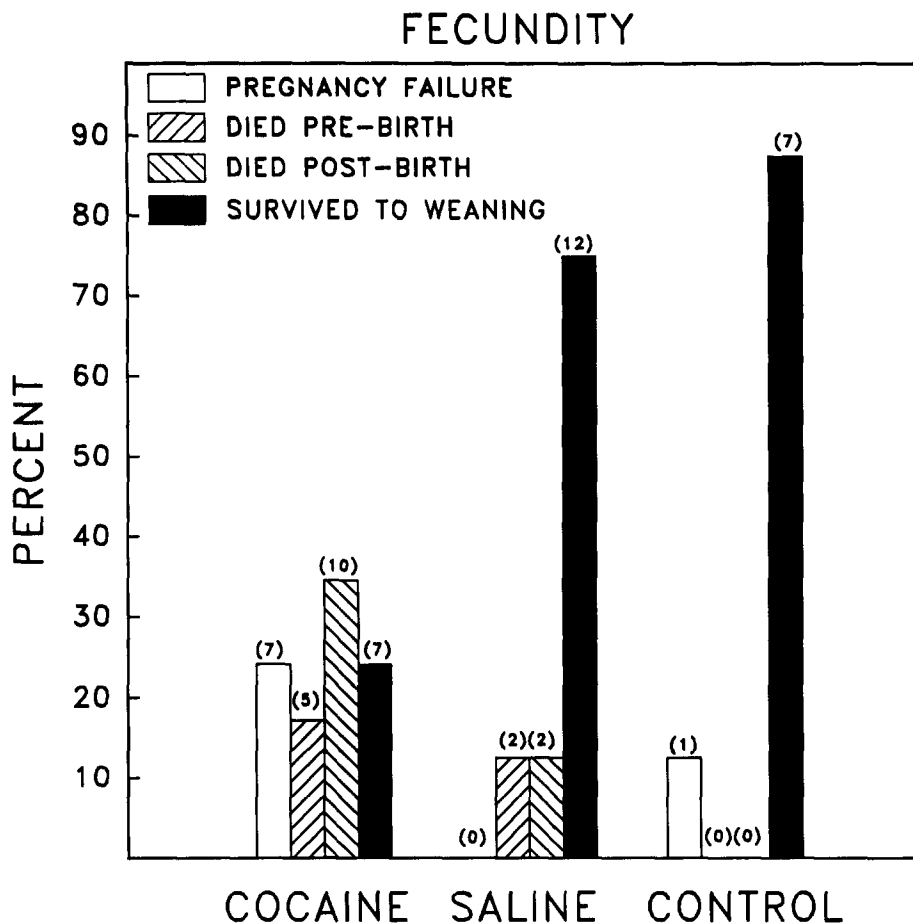 FECUNDITY
PREGNANCY FAILURE
DIED PRE-BIRTH
DIED POST-BIRTH
SURVIVED TO WEANING
PERCENT
90
80
70
60
50
40
30
20
10
(7)
(5)
(10)
(7)
(0)
(2)(2)
(12)
(1)
(0)(0)
(7)
COCAINE SALINE CONTROL